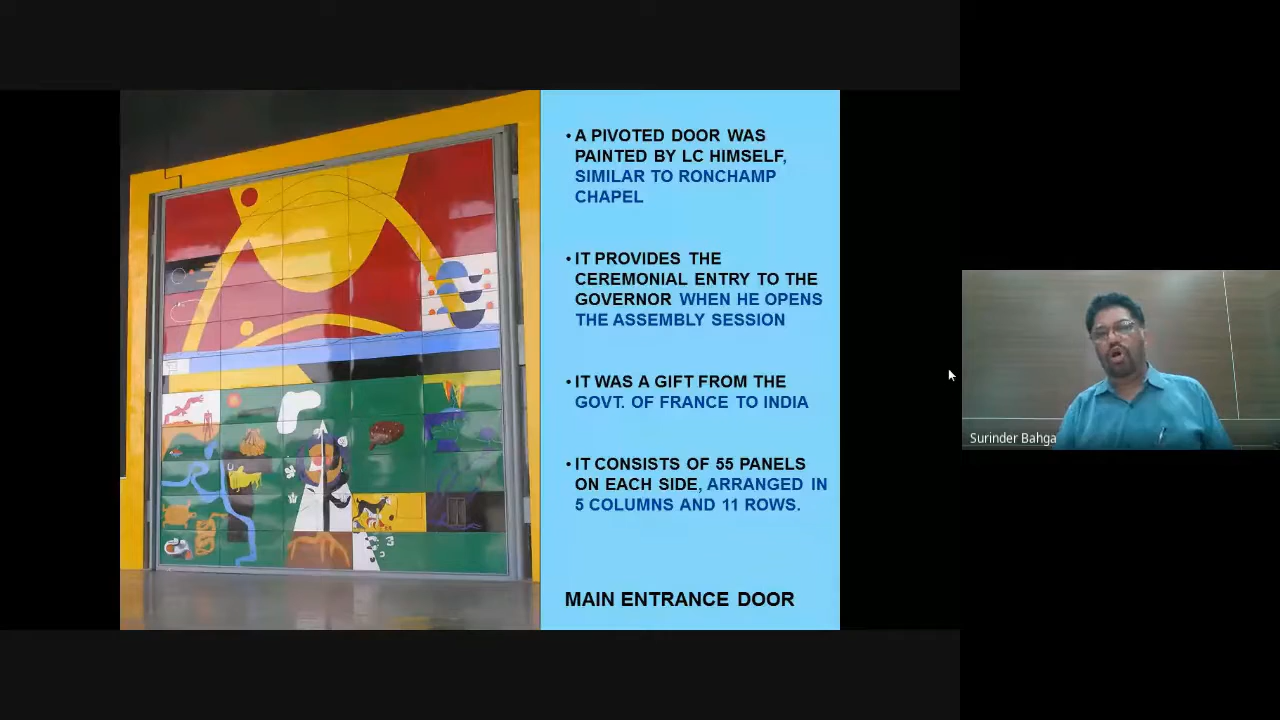 • A PIVOTED DOOR WAS
PAINTED BY LC HIMSELF,
SIMILAR TO RONCHAMP
CHAPEL
• IT PROVIDES THE
CEREMONIAL ENTRY TO THE
GOVERNOR WHEN HE OPENS
THE ASSEMBLY SESSION
• IT WAS A GIFT FROM THE
GOVT. OF FRANCE TO INDIA
• IT CONSISTS OF 55 PANELS
ON EACH SIDE, ARRANGED IN
5 COLUMNS AND 11 ROWS.
MAIN ENTRANCE DOOR
Surinder Bahga